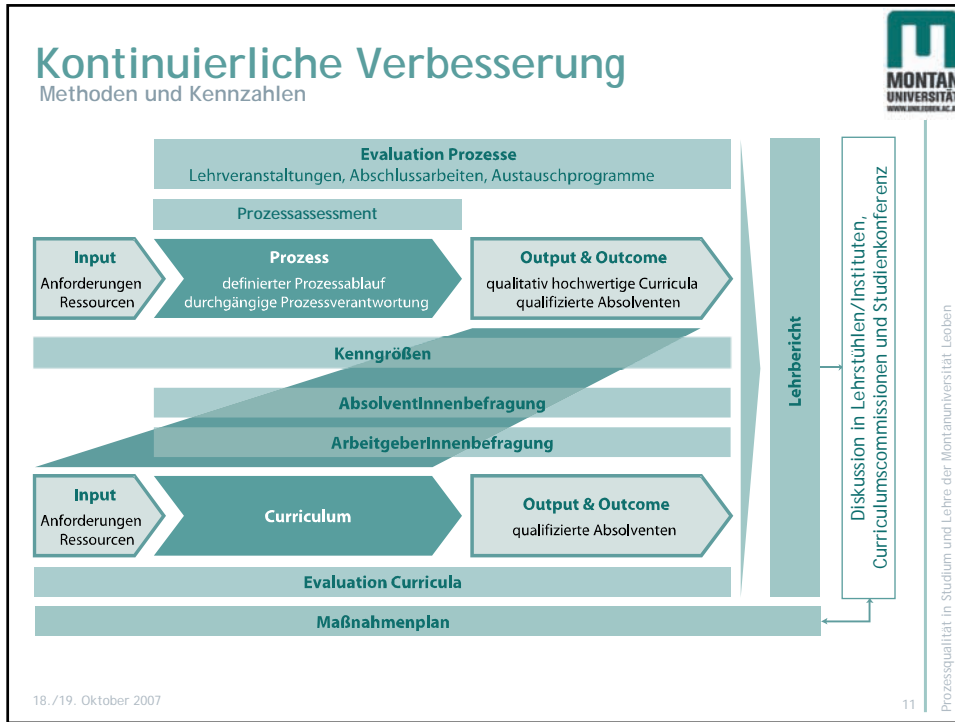 Kontinuierliche Verbesserung
Methoden und Kennzahlen
MONTAN
UNIVERSITÄT
Evaluation Prozesse
Lehrveranstaltungen, Abschlussarbeiten, Austauschprogramme
Prozessassessment
Input
Anforderungen
Ressourcen
Prozess
definierter Prozessablauf
durchgängige Prozessverantwortung
Output & Outcome
qualitativ hochwertige Curricula
qualifizierte Absolventen
Kenngrößen
AbsolventInnenbefragung
ArbeitgeberInnenbefragung
Input
Anforderungen
Ressourcen
Curriculum
Output & Outcome
qualifizierte Absolventen
Evaluation Curricula
Maßnahmenplan
Lehrbericht
Diskussion in Lehrstühlen/Instituten,
Curriculumscommissionen und Studienkonferenz
Prozessqualität in Studium und Lehre der Montanuniversität Leoben
18./19. Oktober 2007
11